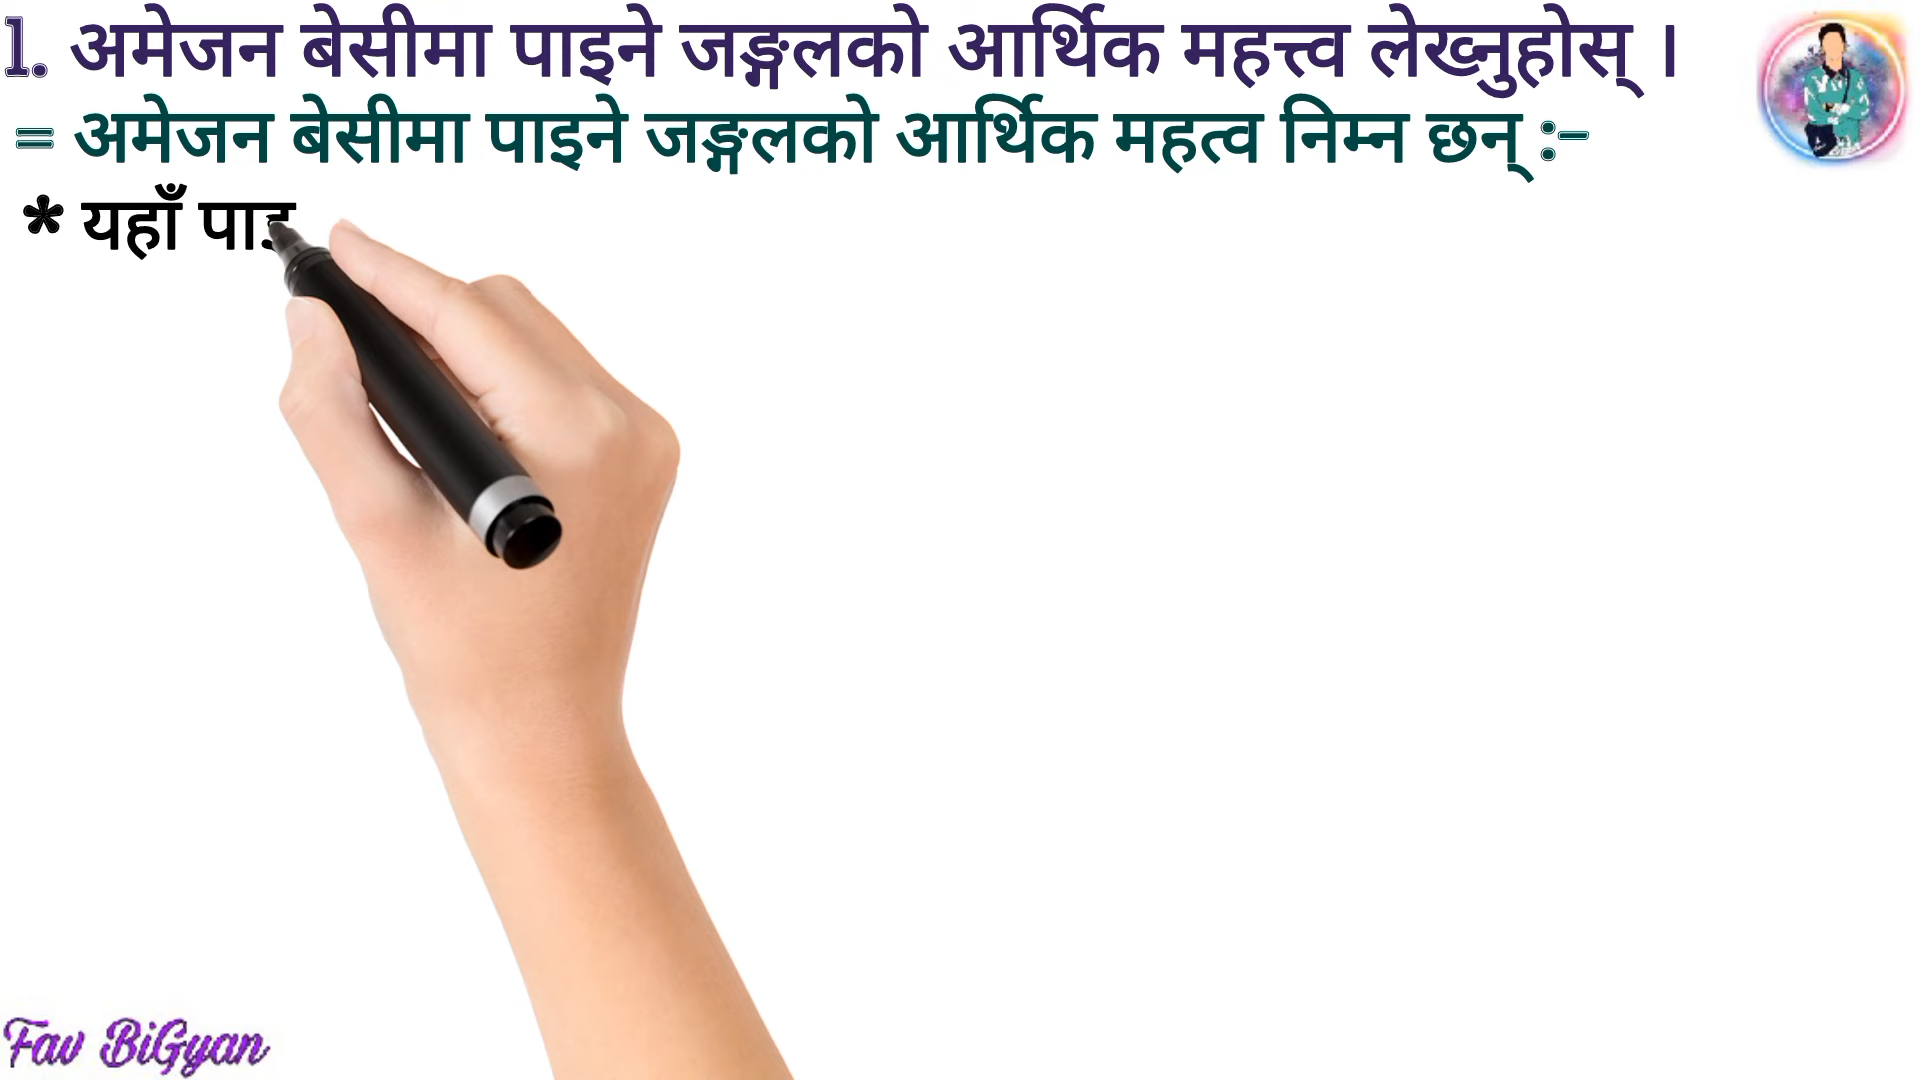 1. अमेजन बेसीमा पाइने जङ्गलको आर्थिक महत्त्व लेख्नुहोस् ।
= अमेजन बेसीमा पाइने जङ्गलको आर्थिक महत्व निम्न छन् :-
* यहाँ
Fav BiGyan